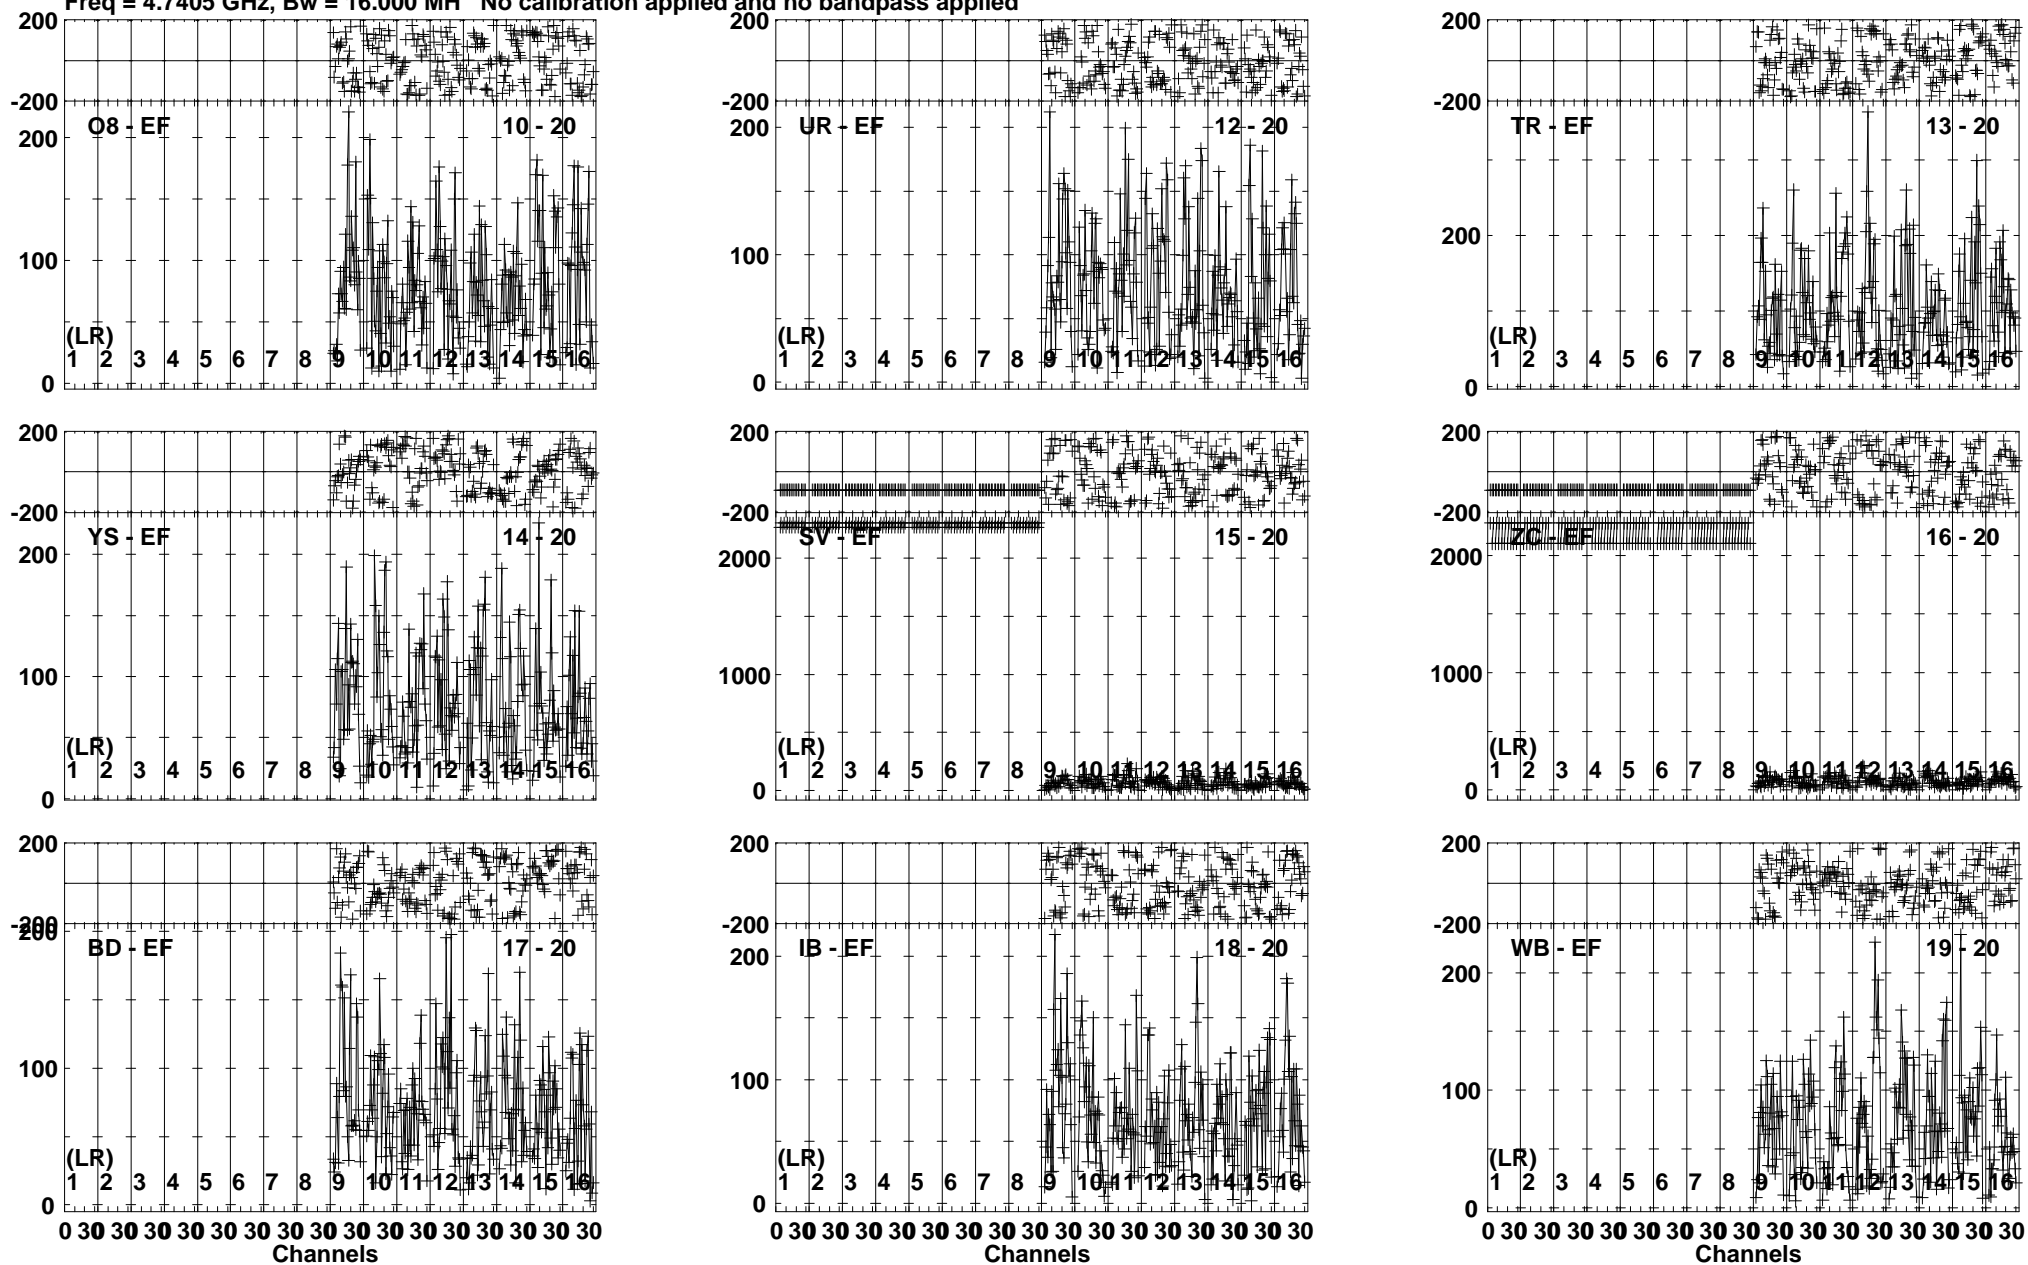 Freq = 4.7405 GHz, Bw = 16.000 MH No calibration applied and no bandpass applied
200
-200
O8 - EF 10 - 20
200
100
(LR)
1 2 3 4 5 6 7 8 9 10 11 12 13 14 15 16
0
200
-200
UR - EF 12 - 20
200
100
(LR)
1 2 3 4 5 6 7 8 9 10 11 12 13 14 15 16
0
200
-200
TR - EF 13 - 20
200
(LR)
1 2 3 4 5 6 7 8 9 10 11 12 13 14 15 16
0
200
-200
YS - EF 14 - 20
200
100
(LR)
1 2 3 4 5 6 7 8 9 10 11 12 13 14 15 16
0
200
-200
SV - EF 15 - 20
2000
1000
(LR)
1 2 3 4 5 6 7 8 9 10 11 12 13 14 15 16
0
200
-200
ZC - EF 16 - 20
2000
1000
(LR)
1 2 3 4 5 6 7 8 9 10 11 12 13 14 15 16
0
200
-200
200
BD - EF 17 - 20
100
(LR)
1 2 3 4 5 6 7 8 9 10 11 12 13 14 15 16
0
0 30 30 30 30 30 30 30 30 30 30 30 30 30 30 30 30
Channels
200
-200
IB - EF 18 - 20
200
100
(LR)
1 2 3 4 5 6 7 8 9 10 11 12 13 14 15 16
0
0 30 30 30 30 30 30 30 30 30 30 30 30 30 30 30 30
Channels
200
-200
WB - EF 19 - 20
200
100
(LR)
1 2 3 4 5 6 7 8 9 10 11 12 13 14 15 16
0
0 30 30 30 30 30 30 30 30 30 30 30 30 30 30 30 30
Channels